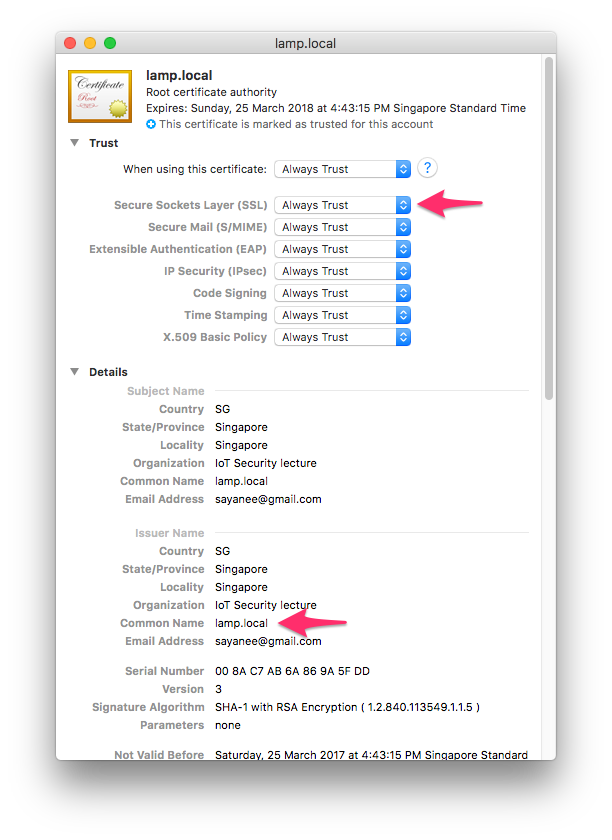 lamp.local
Certificate
Root
lamp.local
Root certificate authority
Expires: Sunday, 25 March 2018 at 4:43:15 PM Singapore Standard Time
This certificate is marked as trusted for this account
Trust
When using this certificate: Always Trust ?
Secure Sockets Layer (SSL) Always Trust
Secure Mail (S/MIME) Always Trust
Extensible Authentication (EAP) Always Trust
IP Security (IPsec) Always Trust
Code Signing Always Trust
Time Stamping Always Trust
X.509 Basic Policy Always Trust
Details
Subject Name
Country SG
State/Province Singapore
Locality Singapore
Organization IoT Security lecture
Common Name lamp.local
Email Address sayanee@gmail.com
Issuer Name
Country SG
State/Province Singapore
Locality Singapore
Organization IoT Security lecture
Common Name lamp.local
Email Address sayanee@gmail.com
Serial Number 00 8A C7 AB 6A 86 9A 5F DD
Version 3
Signature Algorithm SHA-1 with RSA Encryption ( 1.2.840.113549.1.1.5 )
Parameters none
Not Valid Before Saturday, 25 March 2017 at 4:43:15 PM Singapore Standard